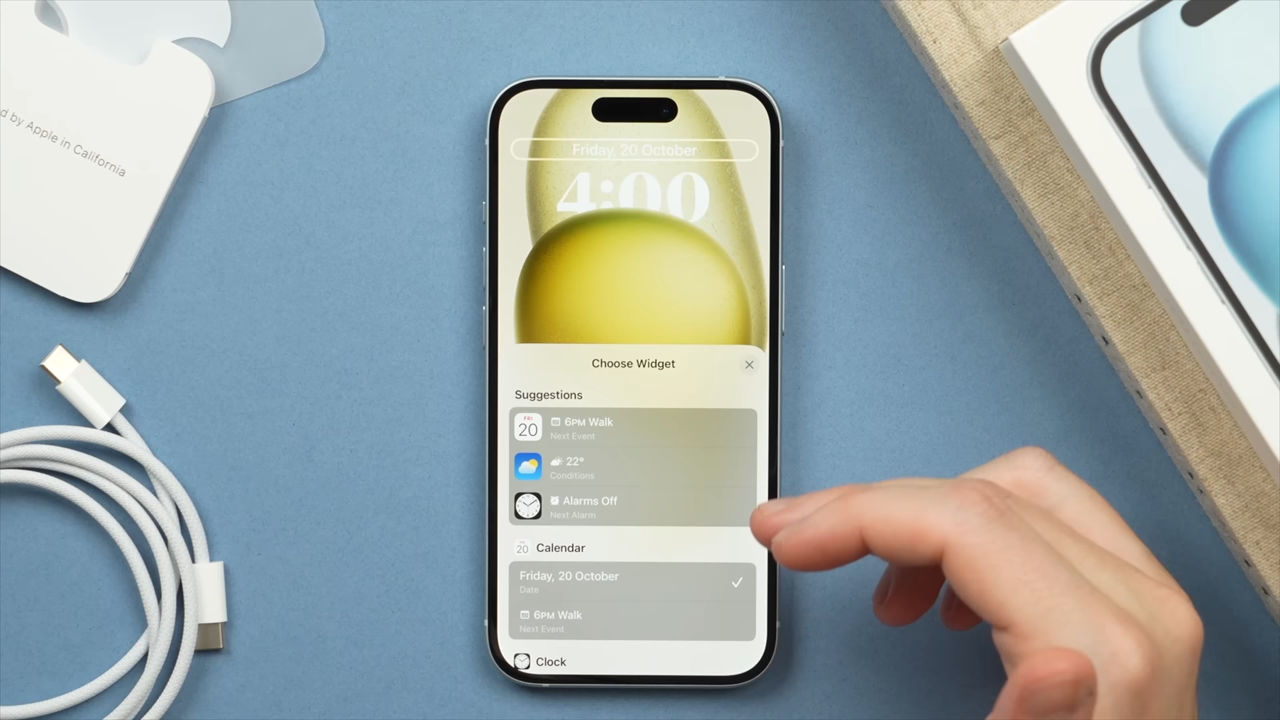 d by Apple in California
Friday, 20 October
4:00
Choose Widget
Suggestions
FRI
20
6PM Walk
Next Event
22°
Conditions
Alarms Off
Next Alarm
20
Calendar
Friday, 20 October
Date
6PM Walk
Next Event
Clock